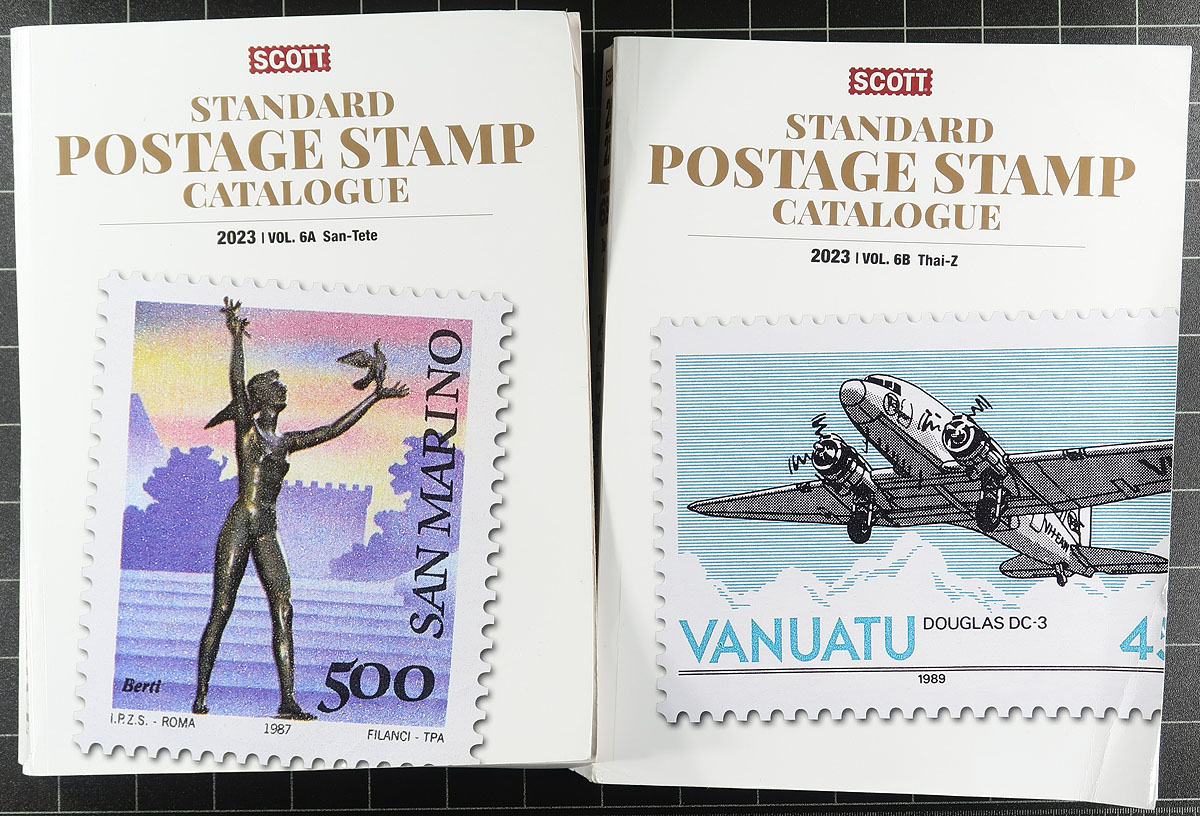 SCOTT
STANDARD
POSTAGE STAMP
CATALOGUE
2023 | VOL. 6A San-Tete
SAN MARINO
Berti
500
I.P.Z.S. - ROMA
1987
FILANCI - TPA
SCOTT
STANDARD
POSTAGE STAMP
CATALOGUE
2023 | VOL. 6B Thai-Z
VANUATU
DOUGLAS DC-3
45
1989